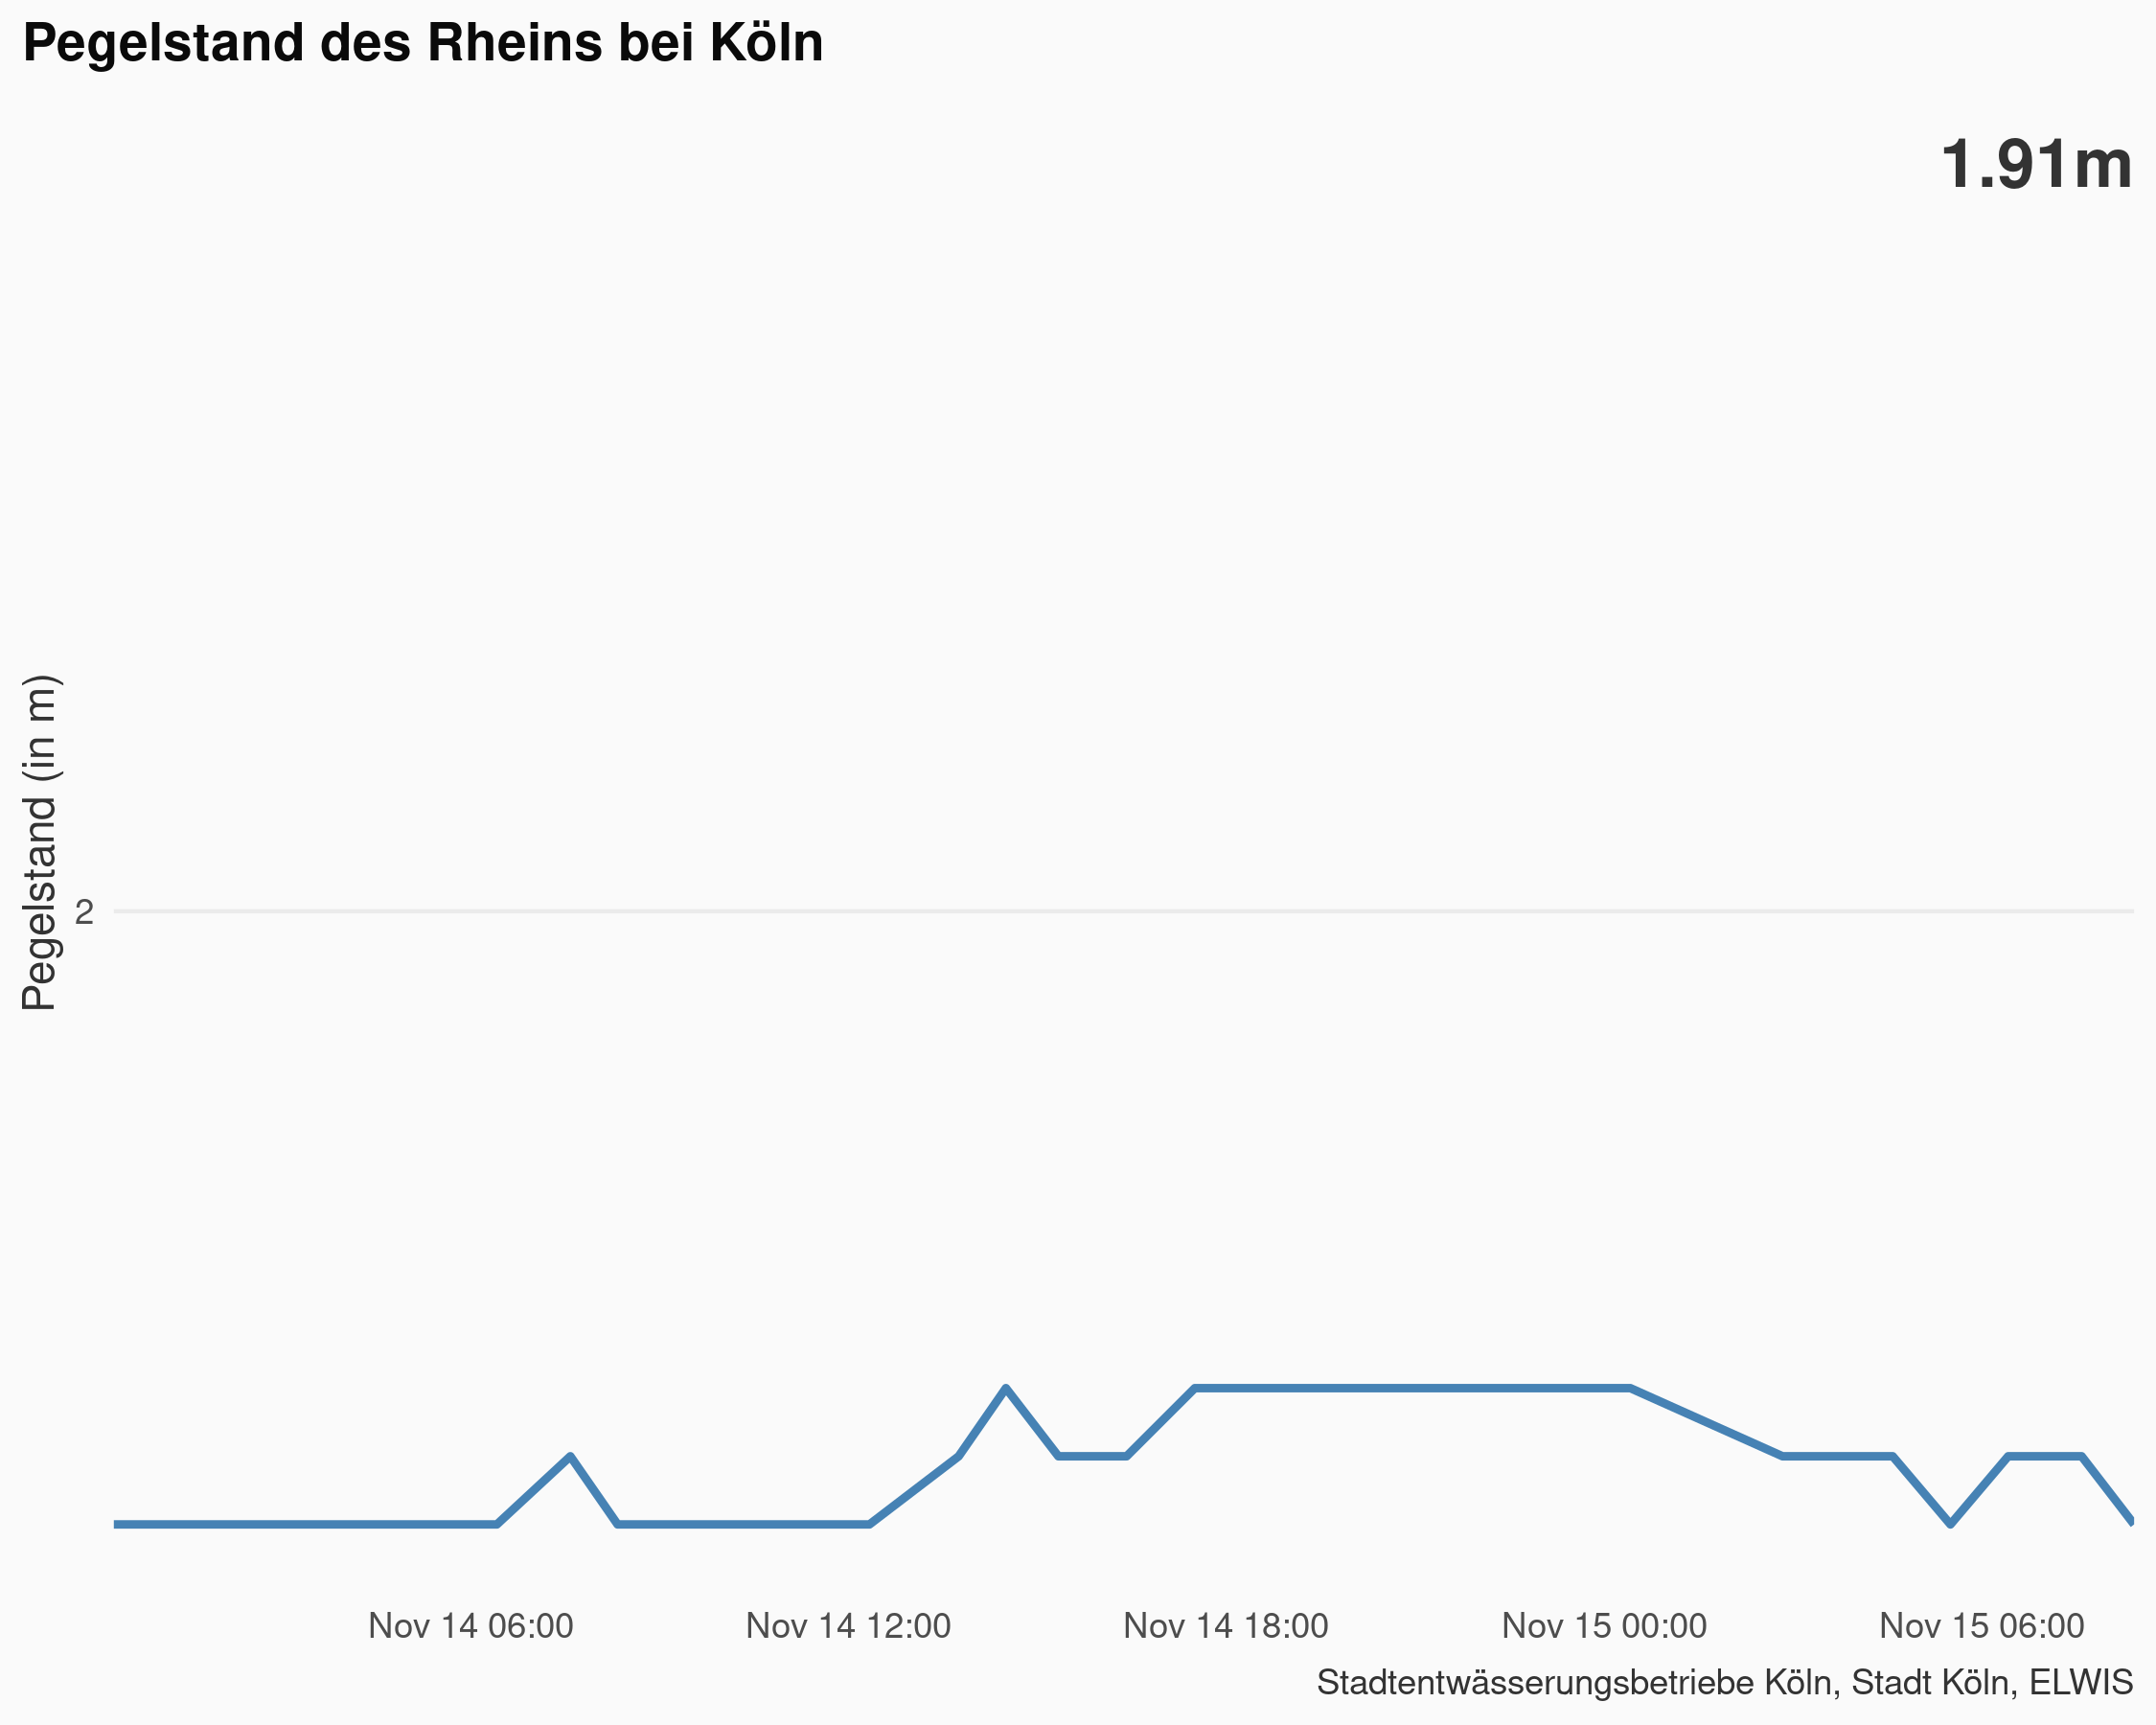 Pegelstand des Rheins bei Köln
1.91m
Pegelstand (in m)
2
Nov 14 06:00
Nov 14 12:00
Nov 14 18:00
Nov 15 00:00
Nov 15 06:00
Stadtentwässerungsbetriebe Köln, Stadt Köln, ELWIS